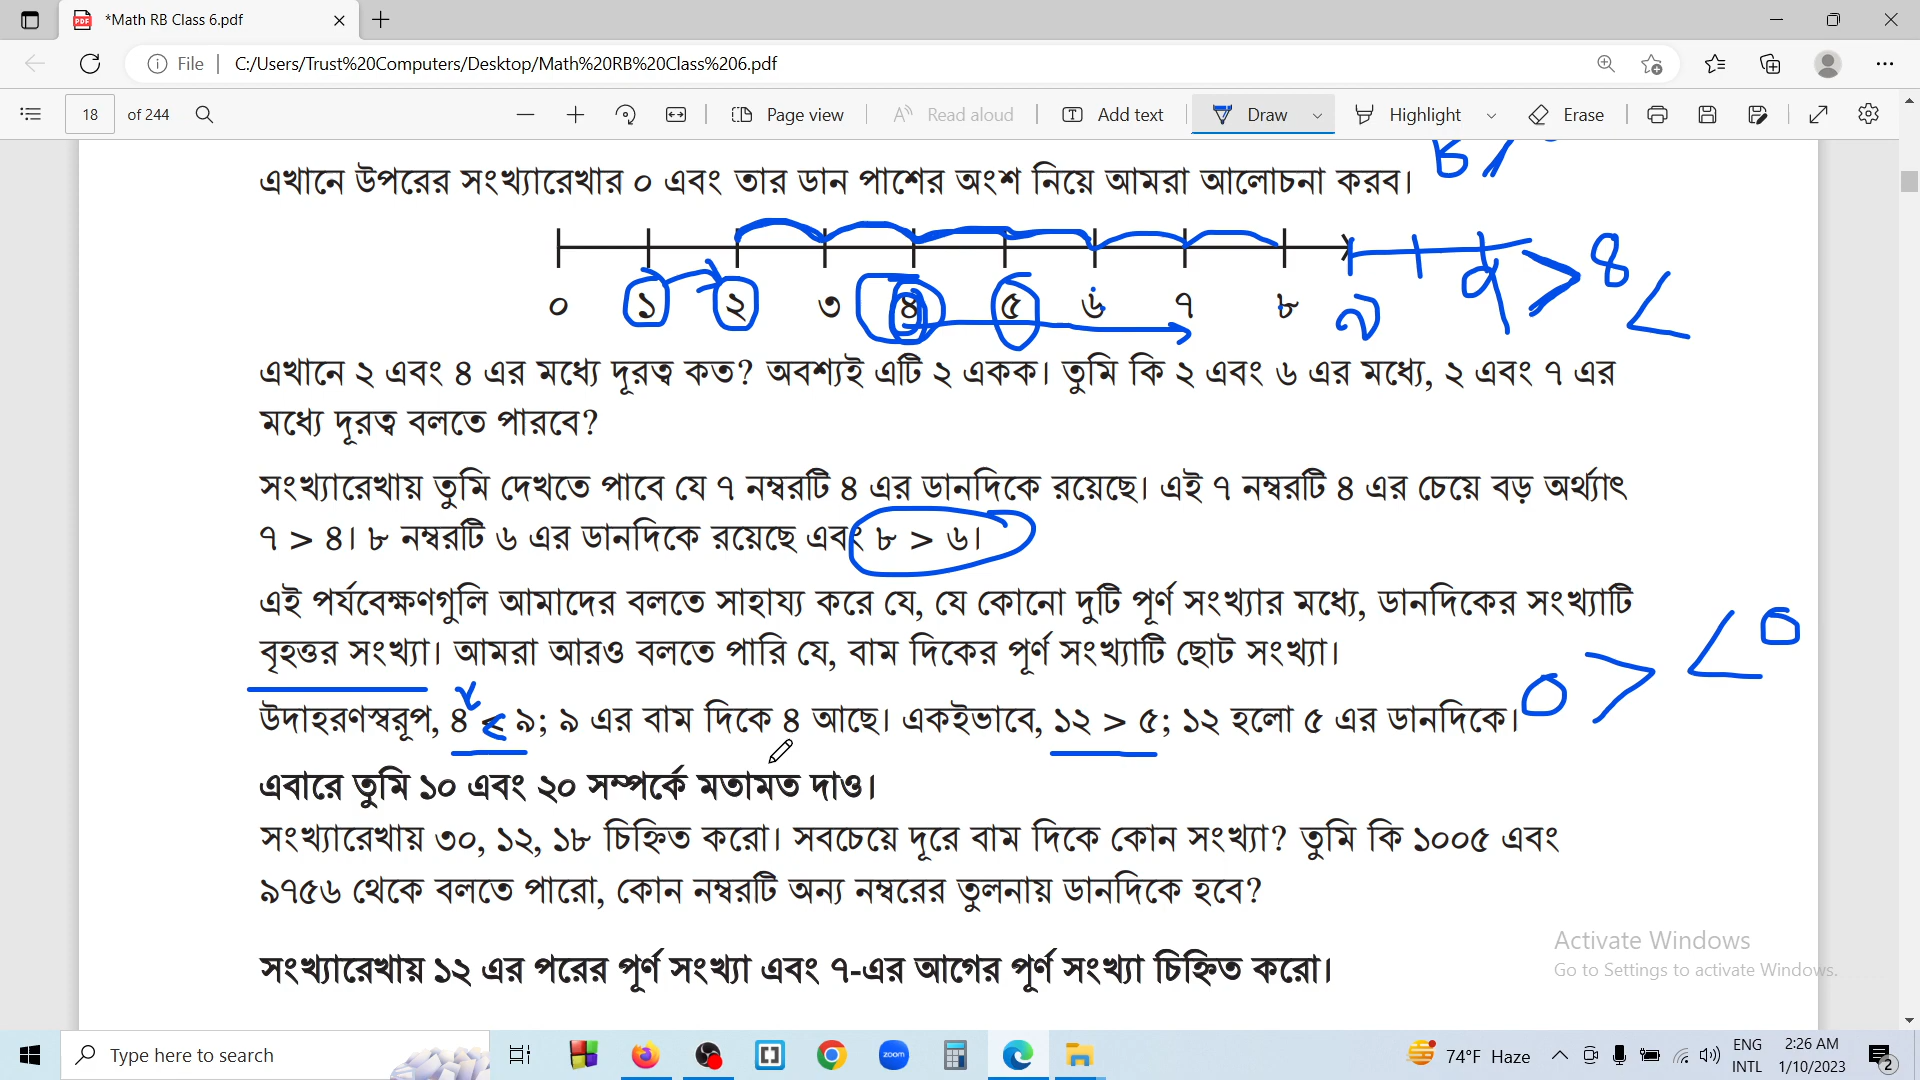 *Math RB Class 6.pdf
File
C:/Users/Trust%20Computers/Desktop/Math%20RB%20Class%206.pdf
18 of 244
Page view
Read aloud
Add text
Draw
Highlight
Erase
এখানে উপরের সংখ্যারেখার ০ এবং তার ডান পাশের অংশ নিয়ে আমরা আলোচনা করব।
০ ১ ২ ৩ ৪ ৫ ৬ ৭ ৮ ৯
৭ > ৪ <
এখানে ২ এবং ৪ এর মধ্যে দূরত্ব কত? অবশ্যই এটি ২ একক। তুমি কি ২ এবং ৬ এর মধ্যে, ২ এবং ৭ এর
মধ্যে দূরত্ব বলতে পারবে?
সংখ্যারেখায় তুমি দেখতে পাবে যে ৭ নম্বরটি ৪ এর ডানদিকে রয়েছে। এই ৭ নম্বরটি ৪ এর চেয়ে বড় অর্থ্যাৎ
৭ > ৪। ৮ নম্বরটি ৬ এর ডানদিকে রয়েছে এবং ৮ > ৬।
এই পর্যবেক্ষণগুলি আমাদের বলতে সাহায্য করে যে, যে কোনো দুটি পূর্ণ সংখ্যার মধ্যে, ডানদিকের সংখ্যাটি
বৃহত্তর সংখ্যা। আমরা আরও বলতে পারি যে, বাম দিকের পূর্ণ সংখ্যাটি ছোট সংখ্যা।
০ > < ০
উদাহরণস্বরূপ, ৪ < ৯; ৯ এর বাম দিকে ৪ আছে। একইভাবে, ১২ > ৫; ১২ হলো ৫ এর ডানদিকে।
এবারে তুমি ১০ এবং ২০ সম্পর্কে মতামত দাও।
সংখ্যারেখায় ৩০, ১২, ১৮ চিহ্নিত করো। সবচেয়ে দূরে বাম দিকে কোন সংখ্যা? তুমি কি ১০০৫ এবং
৯৭৫৬ থেকে বলতে পারো, কোন নম্বরটি অন্য নম্বরের তুলনায় ডানদিকে হবে?
সংখ্যারেখায় ১২ এর পরের পূর্ণ সংখ্যা এবং ৭-এর আগের পূর্ণ সংখ্যা চিহ্নিত করো।
Activate Windows
Go to Settings to activate Windows.
Type here to search
zoom
74°F Haze
ENG
INTL
2:26 AM
1/10/2023
2